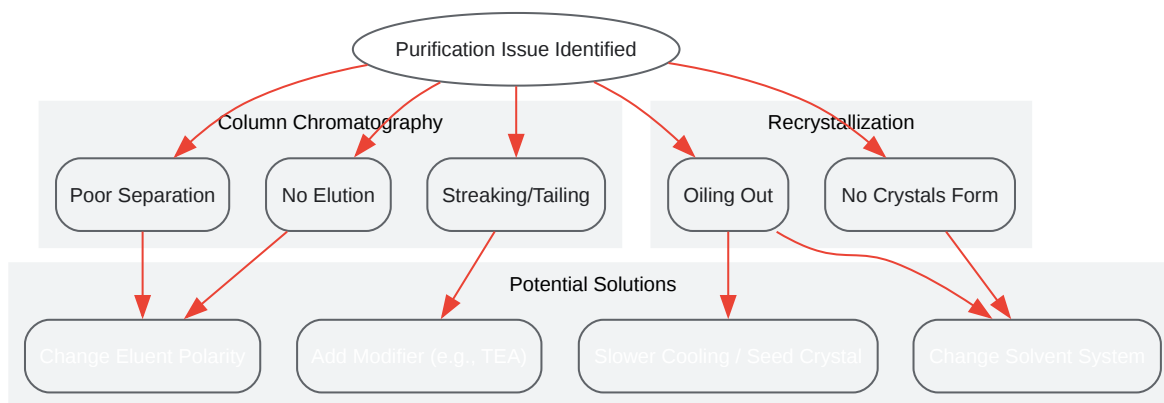 Purification Issue Identified
Column Chromatography
Recrystallization
Poor Separation
No Elution
Streaking/Tailing
Oiling Out
No Crystals Form
Potential Solutions
Change Eluent Polarity
Add Modifier (e.g., TEA)
Slower Cooling / Seed Crystal
Change Solvent System